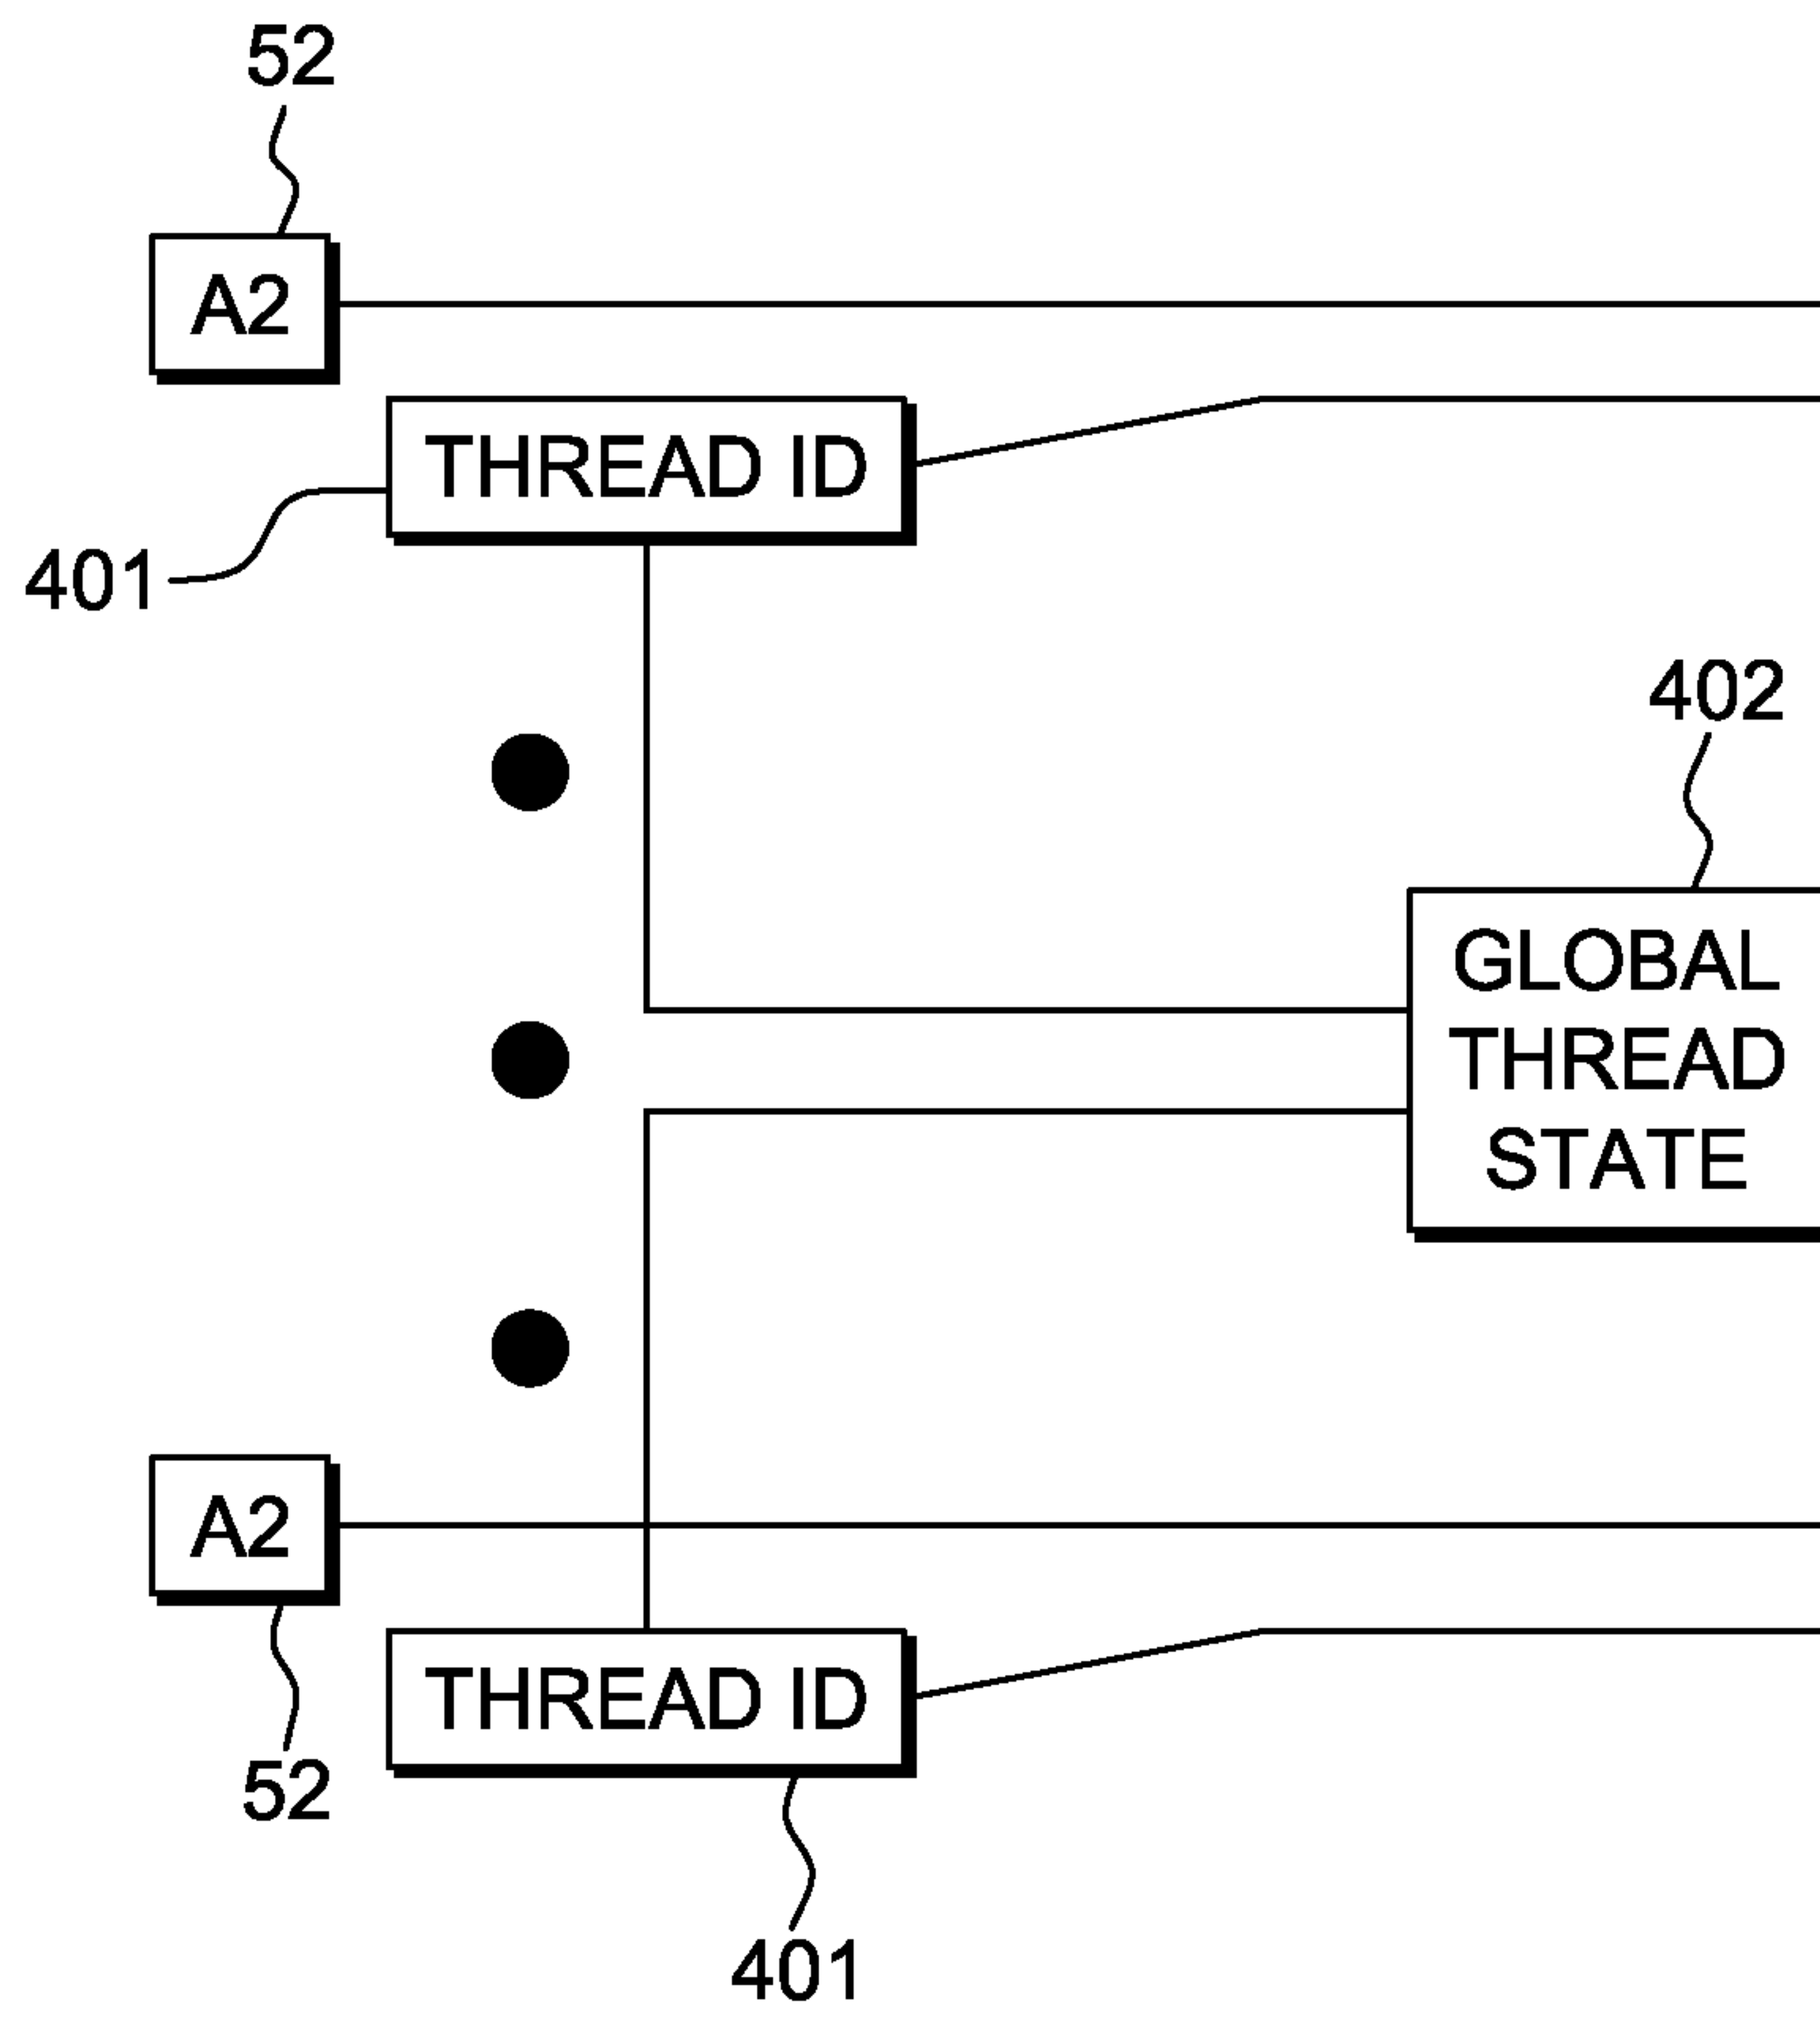 52
A2
THREAD ID
401
402
GLOBAL
THREAD
STATE
A2
THREAD ID
52
401